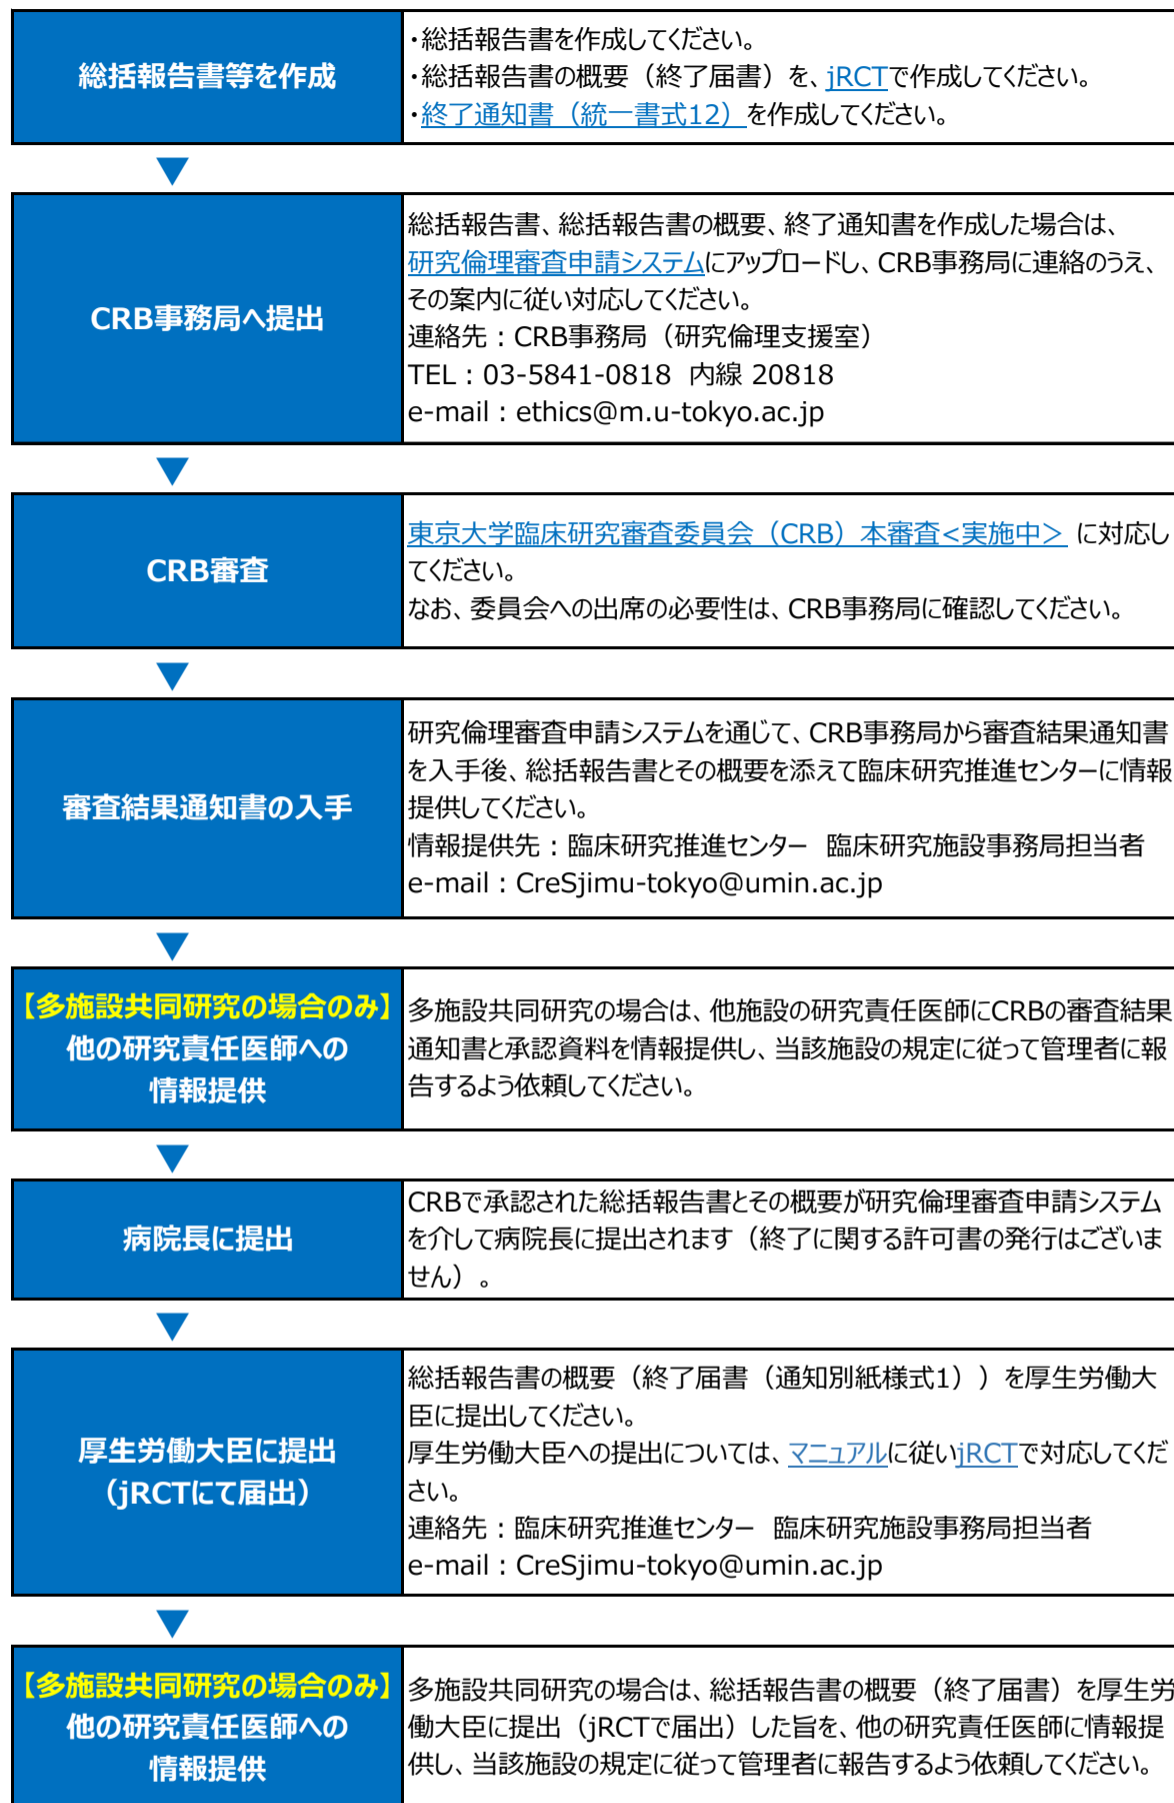 総括報告書等を作成
・総括報告書を作成してください。
・総括報告書の概要（終了届書）を、jRCTで作成してください。
・終了通知書（統一書式12）を作成してください。
CRB事務局へ提出
総括報告書、総括報告書の概要、終了通知書を作成した場合は、
研究倫理審査申請システムにアップロードし、CRB事務局に連絡のうえ、
その案内に従い対応してください。
連絡先：CRB事務局（研究倫理支援室）
TEL：03-5841-0818 内線 20818
e-mail：ethics@m.u-tokyo.ac.jp
CRB審査
東京大学臨床研究審査委員会（CRB）本審査<実施中> に対応し
てください。
なお、委員会への出席の必要性は、CRB事務局に確認してください。
審査結果通知書の入手
研究倫理審査申請システムを通じて、CRB事務局から審査結果通知書
を入手後、総括報告書とその概要を添えて臨床研究推進センターに情報
提供してください。
情報提供先：臨床研究推進センター 臨床研究施設事務局担当者
e-mail：CreSjimu-tokyo@umin.ac.jp
【多施設共同研究の場合のみ】
他の研究責任医師への
情報提供
多施設共同研究の場合は、他施設の研究責任医師にCRBの審査結果
通知書と承認資料を情報提供し、当該施設の規定に従って管理者に報
告するよう依頼してください。
病院長に提出
CRBで承認された総括報告書とその概要が研究倫理審査申請システム
を介して病院長に提出されます（終了に関する許可書の発行はございま
せん）。
厚生労働大臣に提出
（jRCTにて届出）
総括報告書の概要（終了届書（通知別紙様式1））を厚生労働大
臣に提出してください。
厚生労働大臣への提出については、マニュアルに従いjRCTで対応してくだ
さい。
連絡先：臨床研究推進センター 臨床研究施設事務局担当者
e-mail：CreSjimu-tokyo@umin.ac.jp
【多施設共同研究の場合のみ】
他の研究責任医師への
情報提供
多施設共同研究の場合は、総括報告書の概要（終了届書）を厚生労
働大臣に提出（jRCTで届出）した旨を、他の研究責任医師に情報提
供し、当該施設の規定に従って管理者に報告するよう依頼してください。